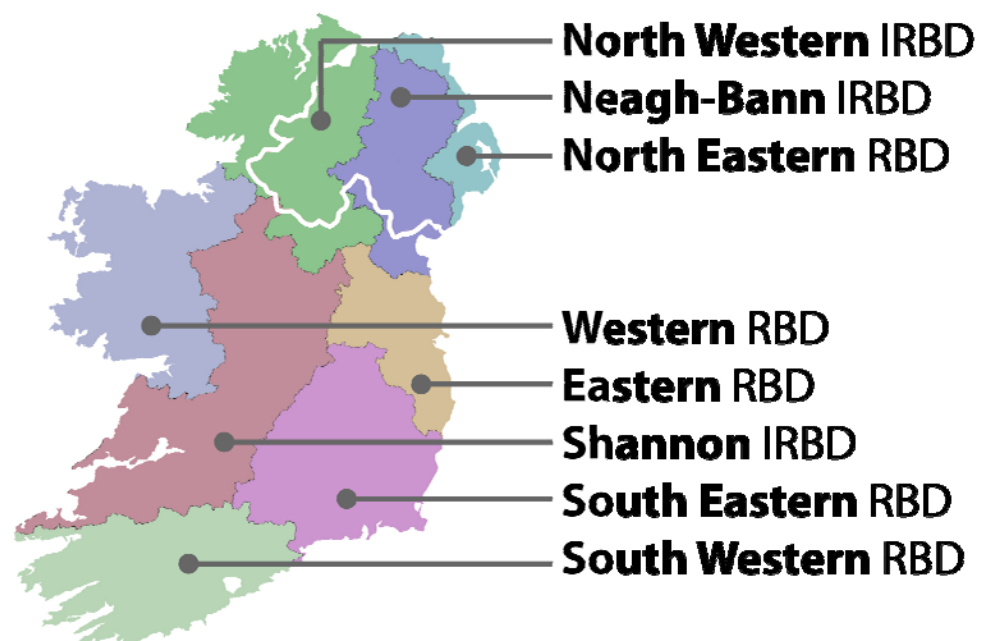 North Western IRBD
Neagh-Bann IRBD
North Eastern RBD
Western RBD
Eastern RBD
Shannon IRBD
South Eastern RBD
South Western RBD